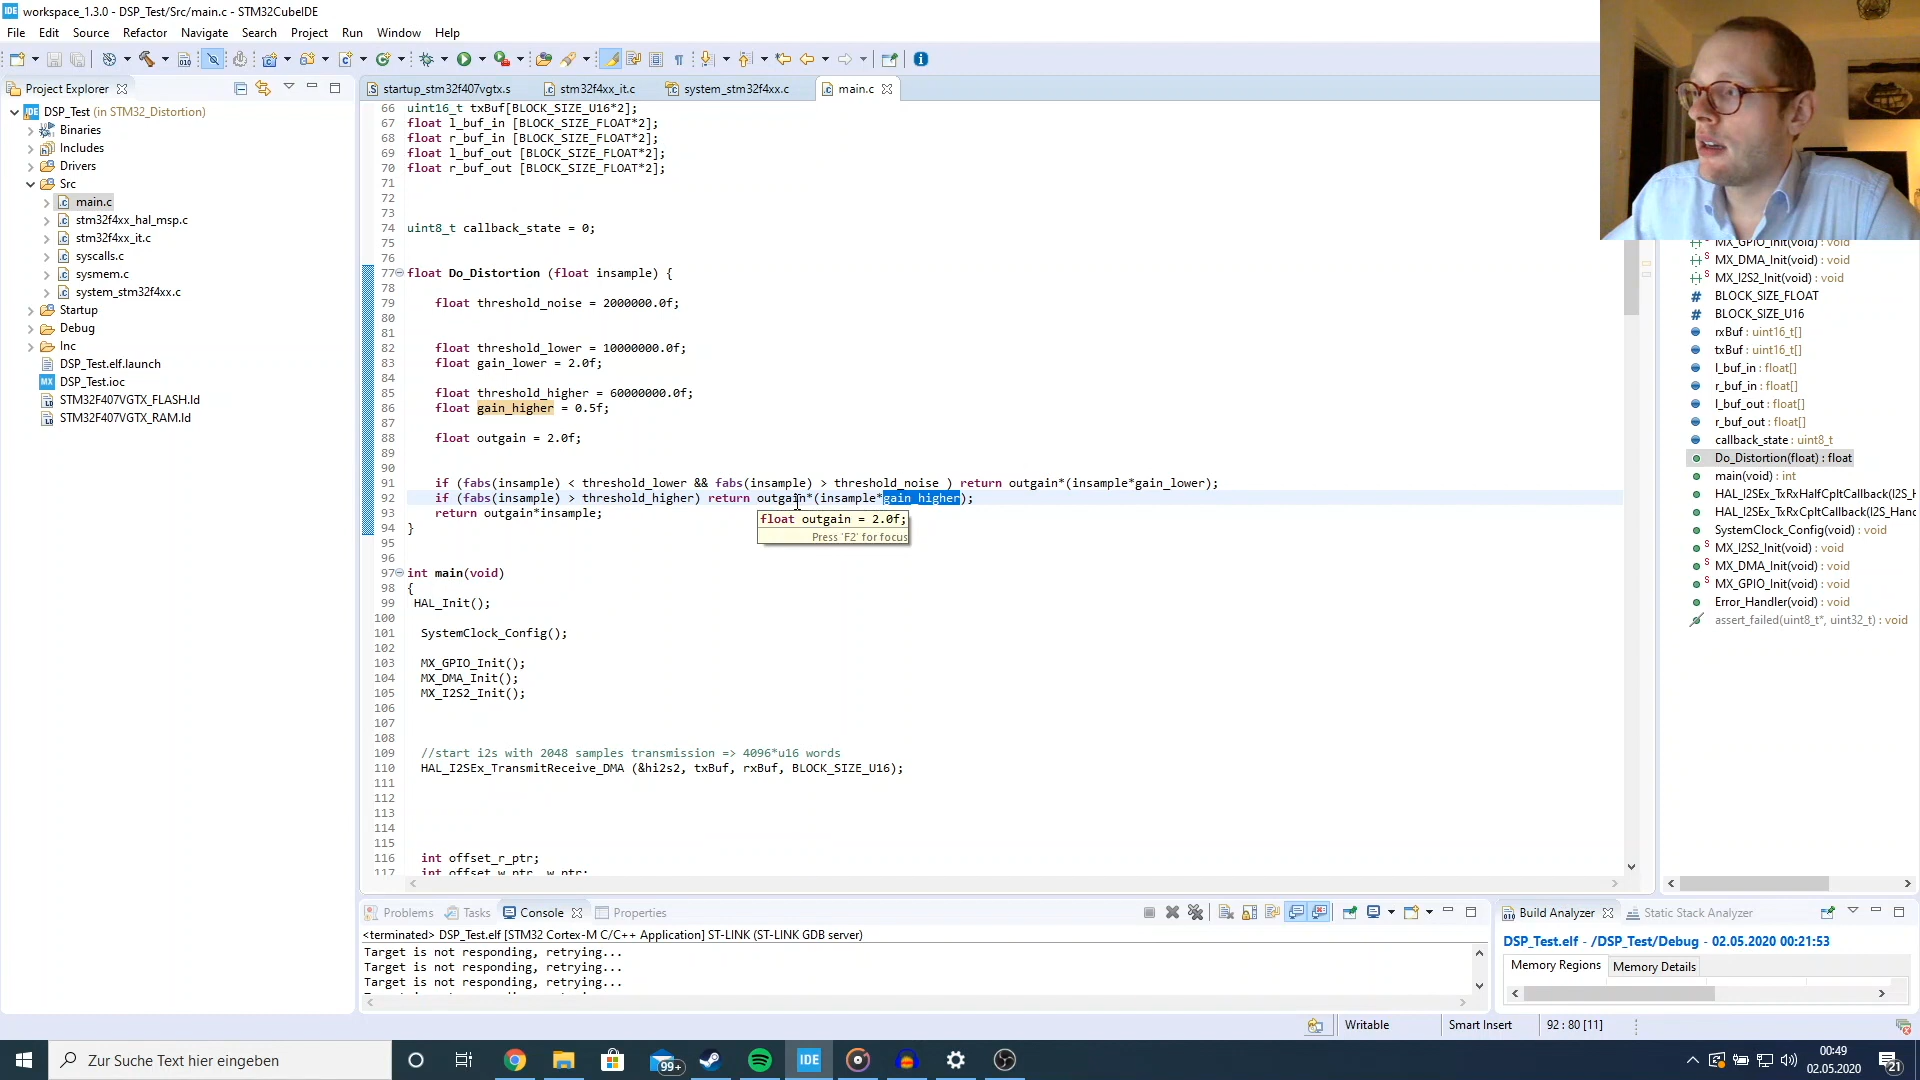 workspace_1.3.0 - DSP_Test/Src/main.c - STM32CubeIDE
File Edit Source Refactor Navigate Search Project Run Window Help
Project Explorer
DSP_Test (in STM32_Distortion)
Binaries
Includes
Drivers
Src
main.c
stm32f4xx_hal_msp.c
stm32f4xx_it.c
syscalls.c
sysmem.c
system_stm32f4xx.c
Startup
Debug
Inc
DSP_Test.elf.launch
DSP_Test.ioc
STM32F407VGTX_FLASH.ld
STM32F407VGTX_RAM.ld
startup_stm32f407vgtx.s stm32f4xx_it.c system_stm32f4xx.c main.c
66 uint16_t txBuf[BLOCK_SIZE_U16*2];
67 float l_buf_in [BLOCK_SIZE_FLOAT*2];
68 float r_buf_in [BLOCK_SIZE_FLOAT*2];
69 float l_buf_out [BLOCK_SIZE_FLOAT*2];
70 float r_buf_out [BLOCK_SIZE_FLOAT*2];
71
72
73
74 uint8_t callback_state = 0;
75
76
77 float Do_Distortion (float insample) {
78
79 float threshold_noise = 2000000.0f;
80
81
82 float threshold_lower = 10000000.0f;
83 float gain_lower = 2.0f;
84
85 float threshold_higher = 60000000.0f;
86 float gain_higher = 0.5f;
87
88 float outgain = 2.0f;
89
90
91 if (fabs(insample) < threshold_lower && fabs(insample) > threshold_noise ) return outgain*(insample*gain_lower);
92 if (fabs(insample) > threshold_higher) return outgain*(insample*gain_higher);
93 return outgain*insample;
float outgain = 2.0f;
Press 'F2' for focus
94 }
95
96
97 int main(void)
98 {
99 HAL_Init();
100
101 SystemClock_Config();
102
103 MX_GPIO_Init();
104 MX_DMA_Init();
105 MX_I2S2_Init();
106
107
108
109 //start i2s with 2048 samples transmission => 4096*u16 words
110 HAL_I2SEx_TransmitReceive_DMA (&hi2s2, txBuf, rxBuf, BLOCK_SIZE_U16);
111
112
113
114
115
116 int offset_r_ptr;
117 int offset_w_ptr, w_ptr;
MX_GPIO_Init(void) : void
MX_DMA_Init(void) : void
MX_I2S2_Init(void) : void
BLOCK_SIZE_FLOAT
BLOCK_SIZE_U16
rxBuf : uint16_t[]
txBuf : uint16_t[]
l_buf_in : float[]
r_buf_in : float[]
l_buf_out : float[]
r_buf_out : float[]
callback_state : uint8_t
Do_Distortion(float) : float
main(void) : int
HAL_I2SEx_TxRxHalfCpltCallback(I2S_H
HAL_I2SEx_TxRxCpltCallback(I2S_Hand
SystemClock_Config(void) : void
MX_I2S2_Init(void) : void
MX_DMA_Init(void) : void
MX_GPIO_Init(void) : void
Error_Handler(void) : void
assert_failed(uint8_t*, uint32_t) : void
Problems Tasks Console Properties
<terminated> DSP_Test.elf [STM32 Cortex-M C/C++ Application] ST-LINK (ST-LINK GDB server)
Target is not responding, retrying...
Target is not responding, retrying...
Target is not responding, retrying...
Build Analyzer Static Stack Analyzer
DSP_Test.elf - /DSP_Test/Debug - 02.05.2020 00:21:53
Memory Regions Memory Details
Writable Smart Insert 92 : 80 [11]
Zur Suche Text hier eingeben
99+
IDE
00:49
02.05.2020
21